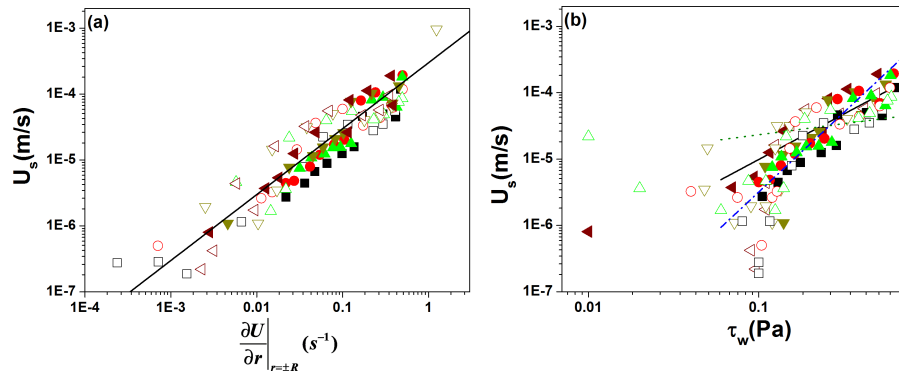 (a)
U_s(m/s)
1E-3
1E-4
1E-5
1E-6
1E-7
1E-4
1E-3
0.01
0.1
1
∂U/∂r|_{r=±R} (s⁻¹)
(b)
U_s(m/s)
1E-3
1E-4
1E-5
1E-6
1E-7
0.01
0.1
τ_w(Pa)